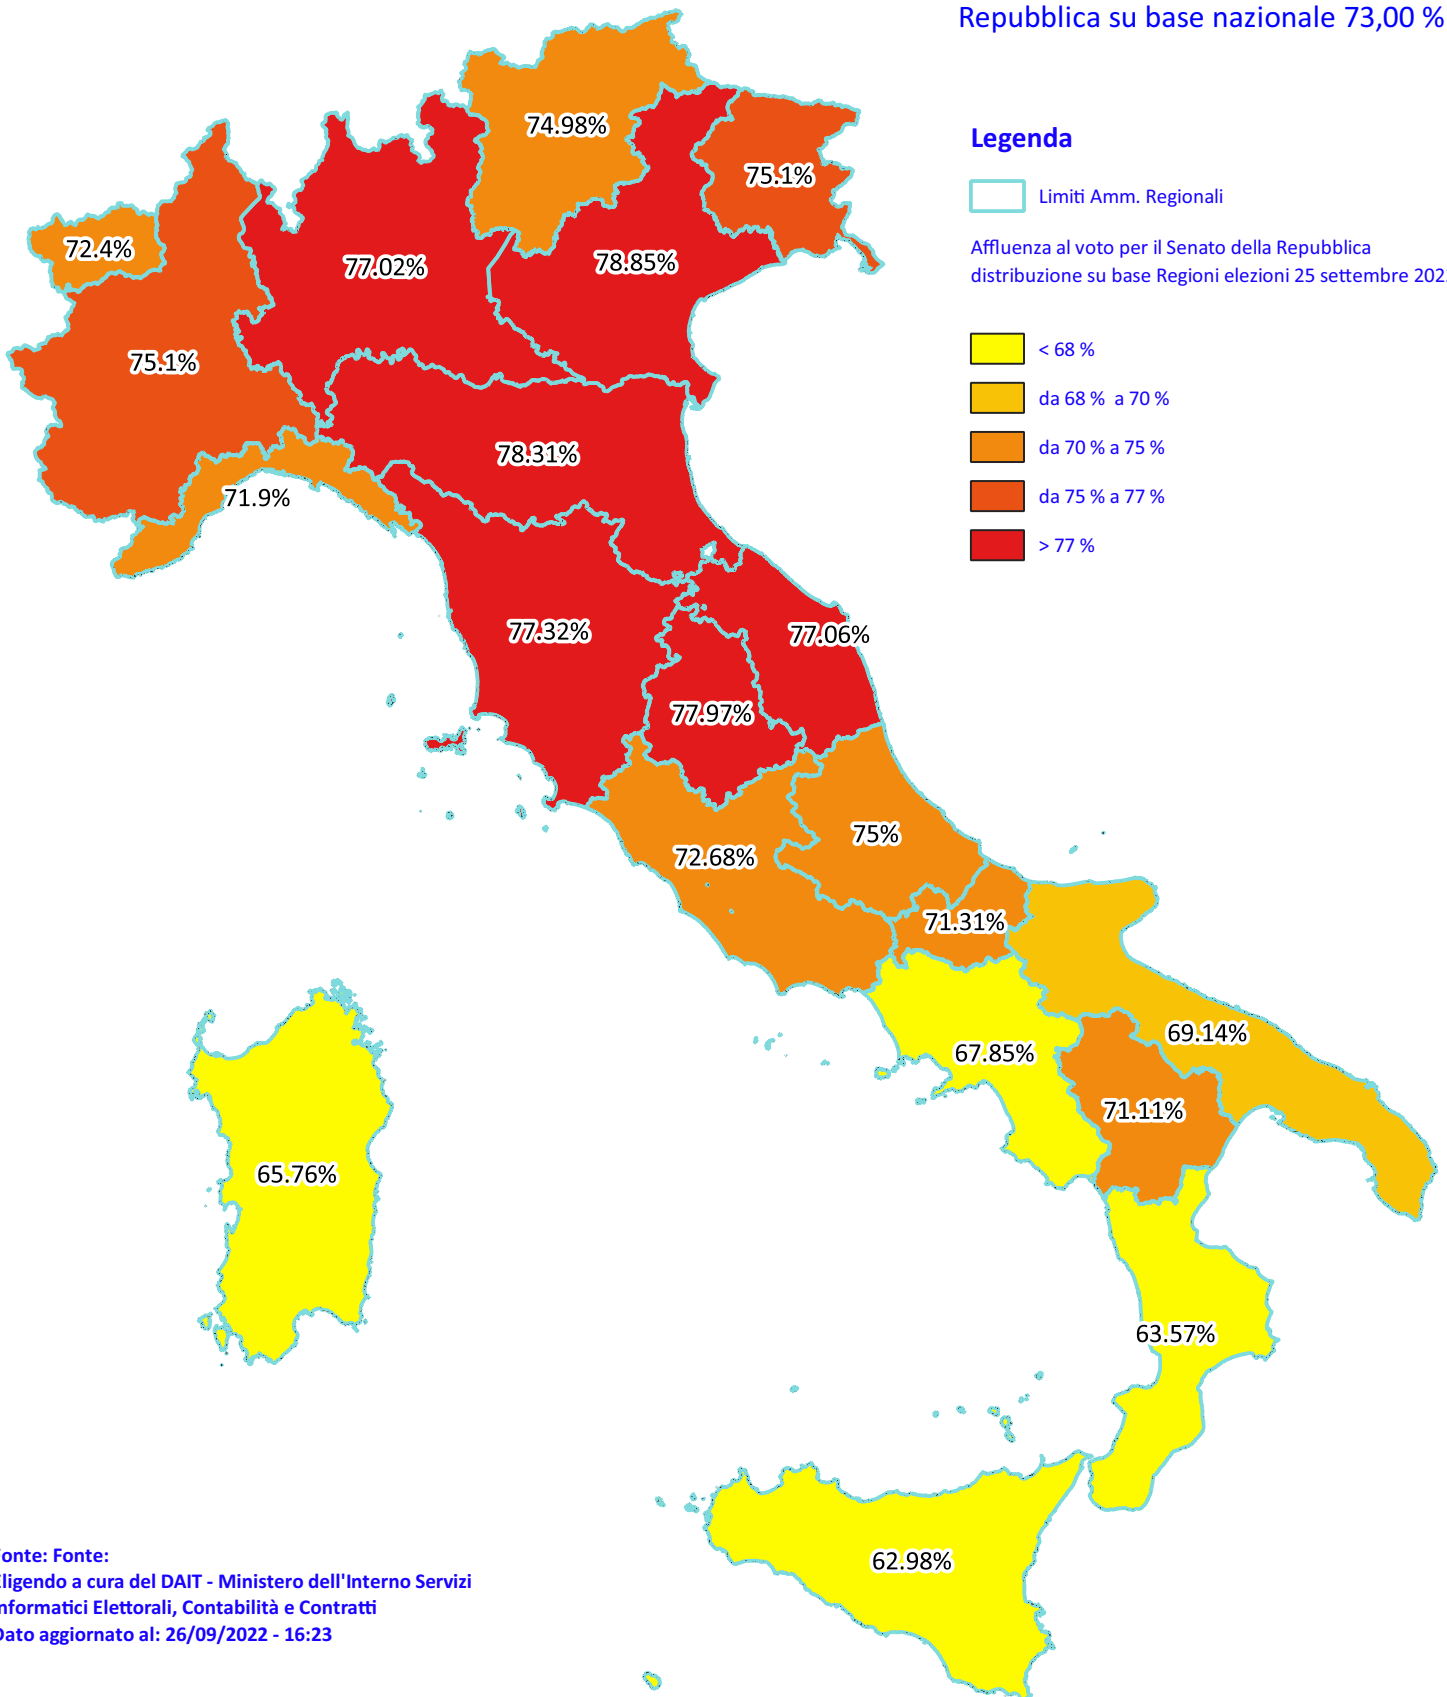 Repubblica su base nazionale 73,00 %
Legenda
Limiti Amm. Regionali
Affluenza al voto per il Senato della Repubblica
distribuzione su base Regioni elezioni 25 settembre 202
< 68 %
da 68 % a 70 %
da 70 % a 75 %
da 75 % a 77 %
> 77 %
74.98%
75.1%
72.4%
77.02%
78.85%
75.1%
78.31%
71.9%
77.32%
77.06%
77.97%
75%
72.68%
71.31%
69.14%
67.85%
71.11%
65.76%
63.57%
62.98%
onte: Fonte:
ligendo a cura del DAIT - Ministero dell'Interno Servizi
nformatici Elettorali, Contabilità e Contratti
Dato aggiornato al: 26/09/2022 - 16:23